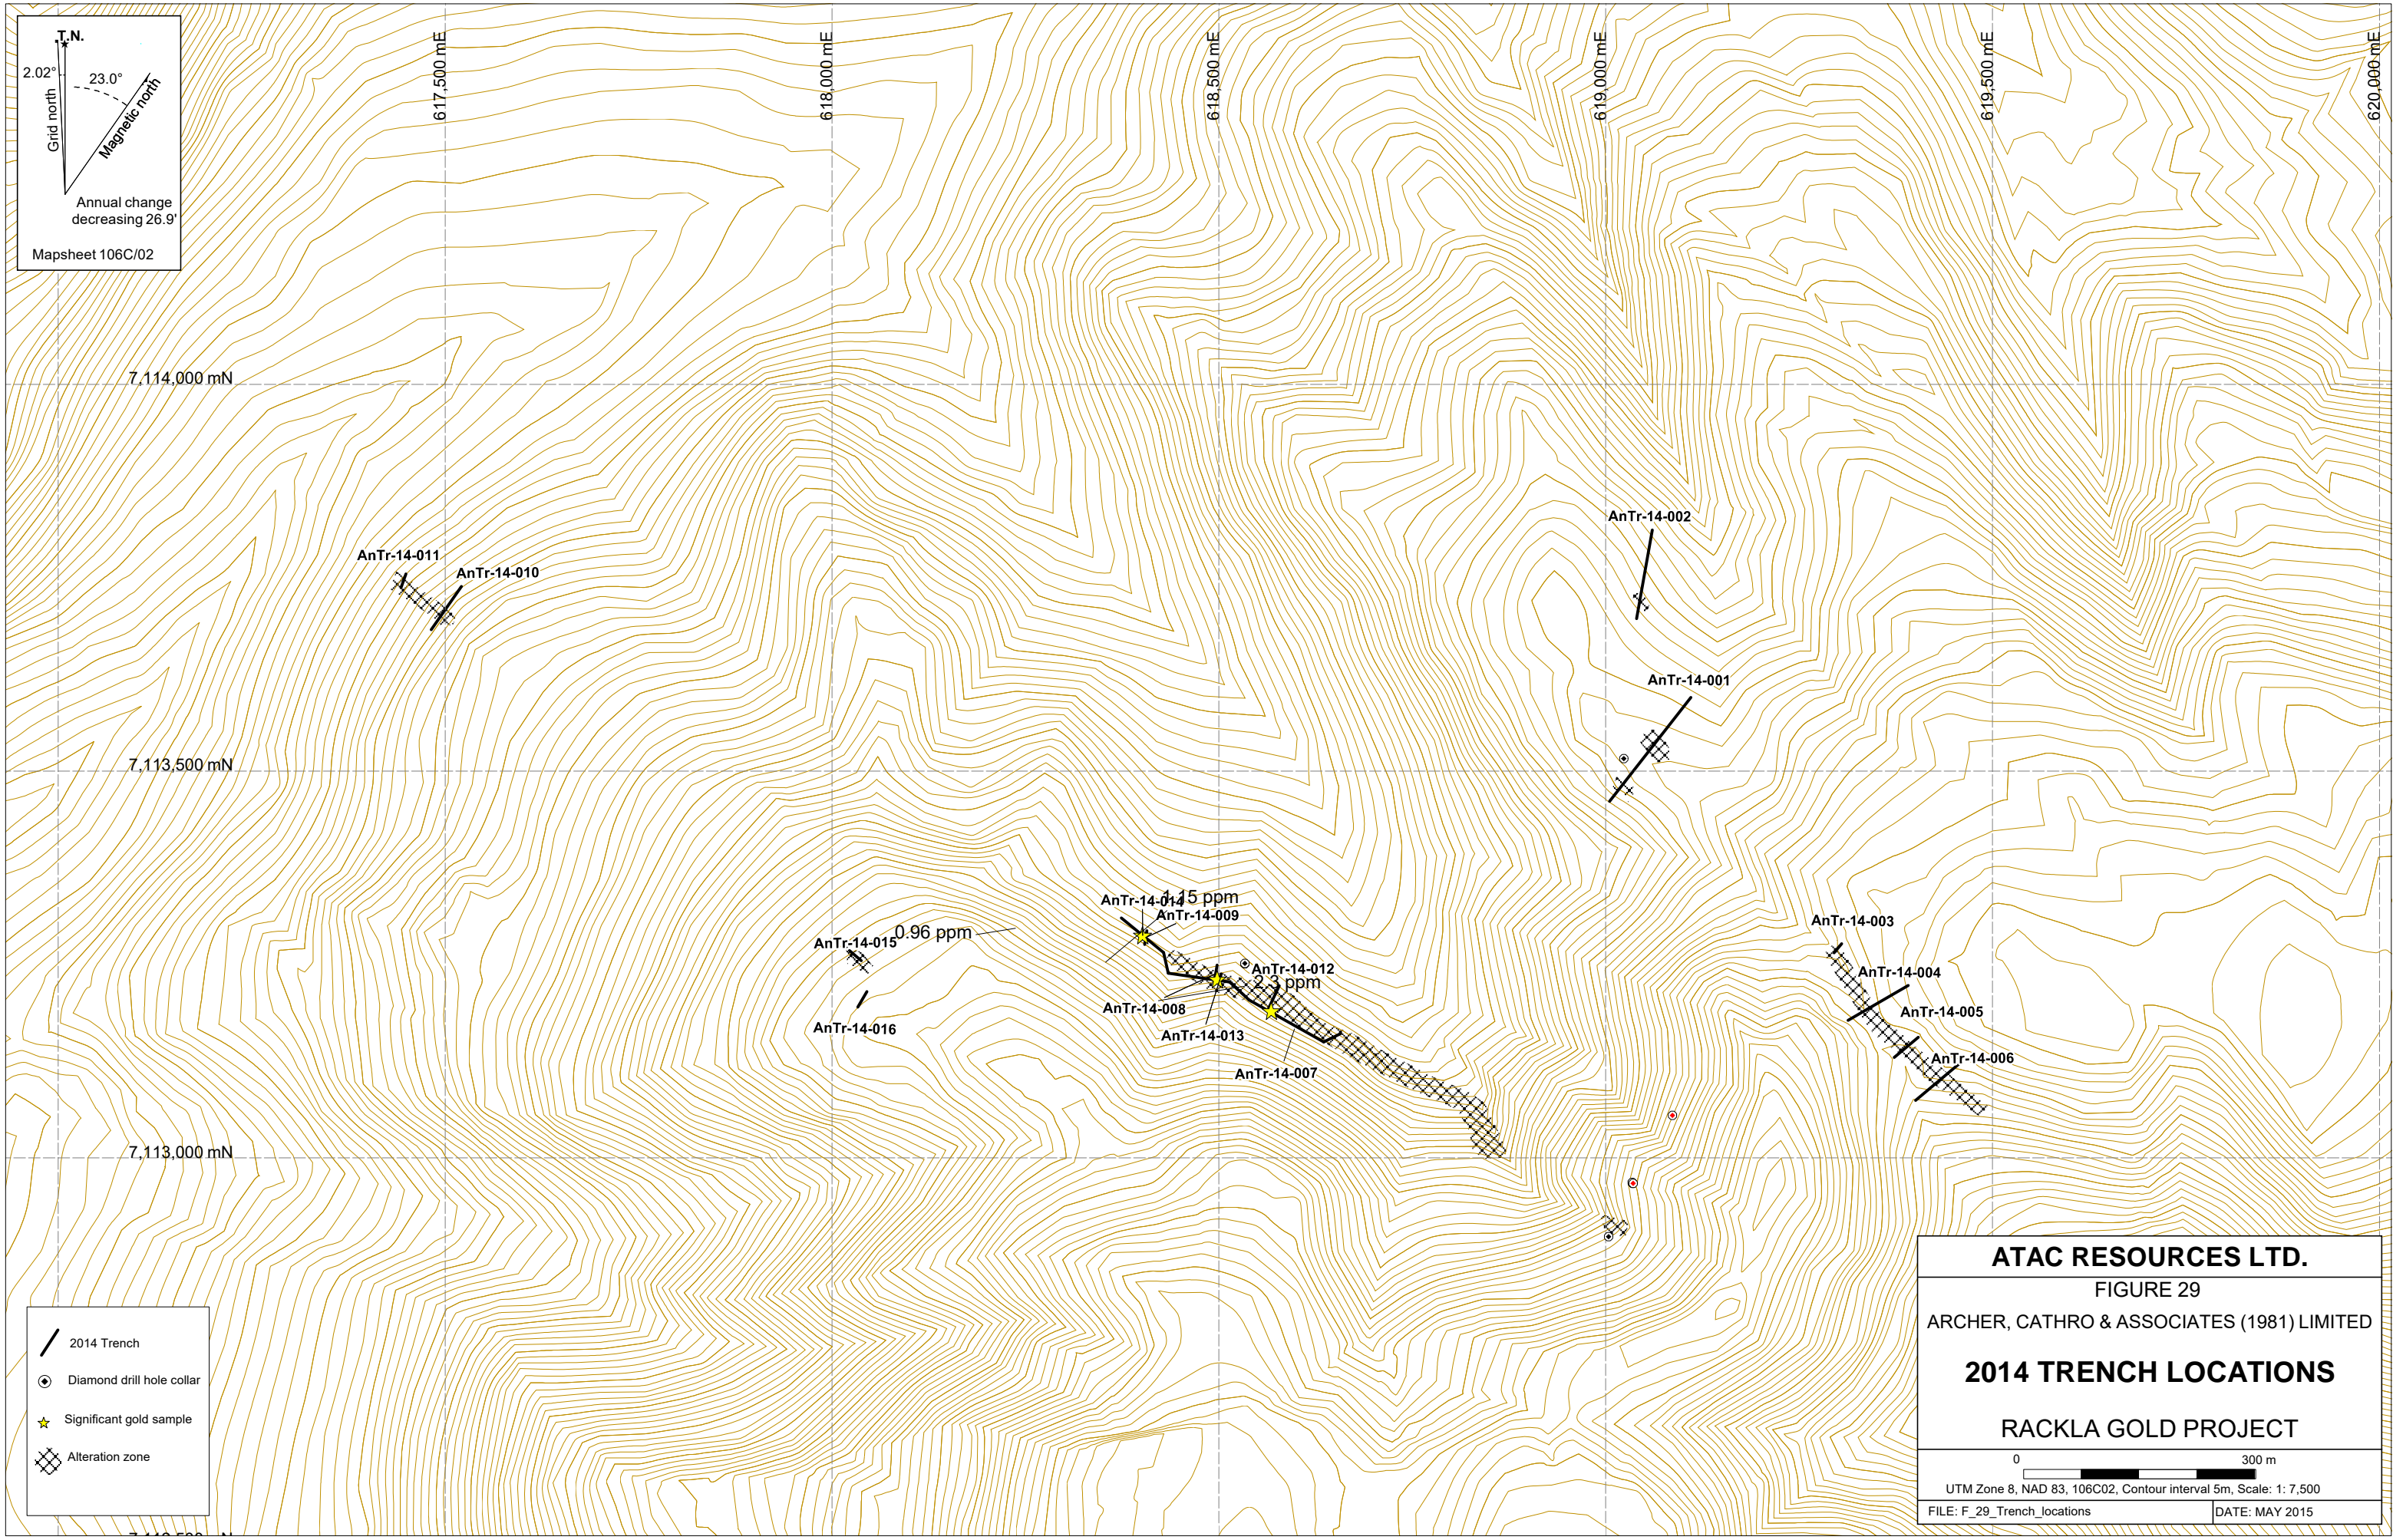 T.N.
2.02°
23.0°
Grid north
Magnetic north
Annual change
decreasing 26.9'
Mapsheet 106C/02
617,500 mE
618,000 mE
618,500 mE
619,000 mE
619,500 mE
620,000 mE
7,114,000 mN
AnTr-14-002
AnTr-14-011
AnTr-14-010
AnTr-14-001
7,113,500 mN
AnTr-14-014
1.15 ppm
AnTr-14-009
0.96 ppm
AnTr-14-015
AnTr-14-003
AnTr-14-012
2.3 ppm
AnTr-14-004
AnTr-14-008
AnTr-14-005
AnTr-14-016
AnTr-14-013
AnTr-14-006
AnTr-14-007
7,113,000 mN
2014 Trench
Diamond drill hole collar
Significant gold sample
Alteration zone
ATAC RESOURCES LTD.
FIGURE 29
ARCHER, CATHRO & ASSOCIATES (1981) LIMITED
2014 TRENCH LOCATIONS
RACKLA GOLD PROJECT
0 300 m
UTM Zone 8, NAD 83, 106C02, Contour interval 5m, Scale: 1: 7,500
FILE: F_29_Trench_locations
DATE: MAY 2015